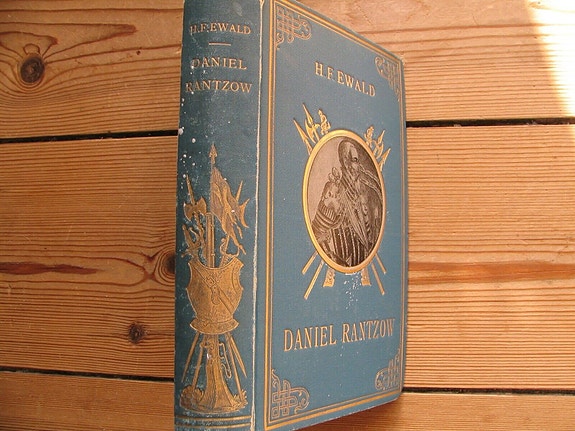 H.F.EWALD
DANIEL
RANTZOW
H.F.EWALD
DANIEL RANTZOW